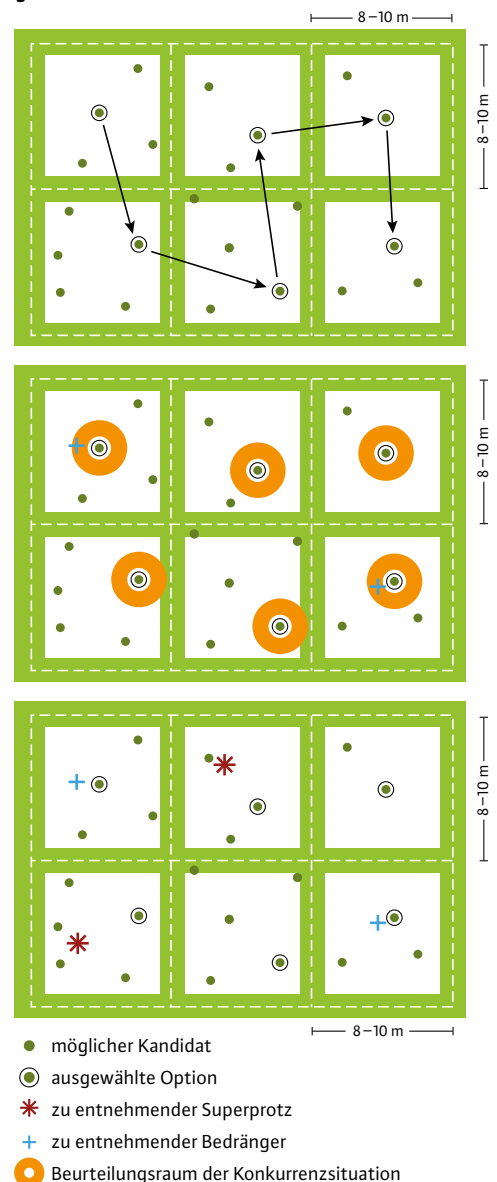 8–10 m
8–10 m
8–10 m
8–10 m
8–10 m
möglicher Kandidat
ausgewählte Option
zu entnehmender Superprotz
zu entnehmender Bedränger
Beurteilungsraum der Konkurrenzsituation